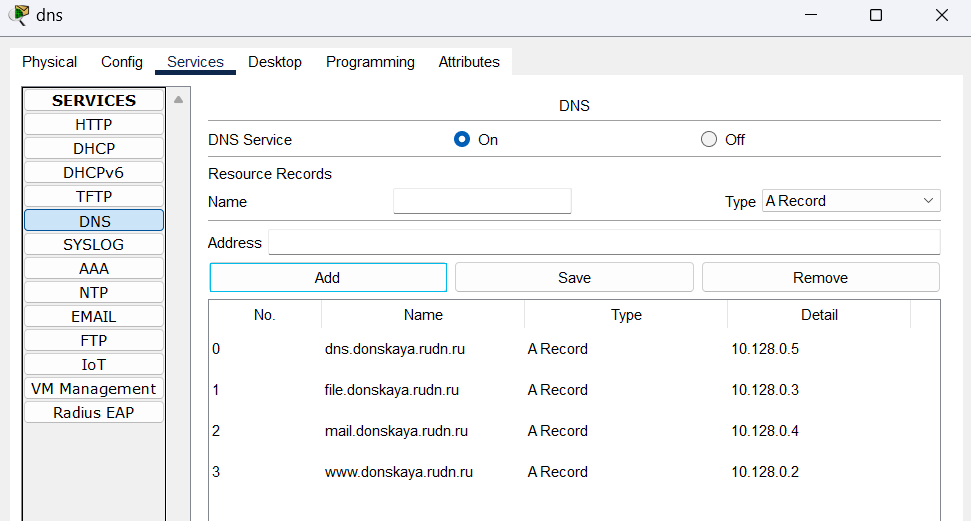 dns
Physical Config Services Desktop Programming Attributes
SERVICES
HTTP
DHCP
DHCPv6
TFTP
DNS
SYSLOG
AAA
NTP
EMAIL
FTP
IoT
VM Management
Radius EAP
DNS
DNS Service On Off
Resource Records
Name Type A Record
Address
Add Save Remove
No. Name Type Detail
0 dns.donskaya.rudn.ru A Record 10.128.0.5
1 file.donskaya.rudn.ru A Record 10.128.0.3
2 mail.donskaya.rudn.ru A Record 10.128.0.4
3 www.donskaya.rudn.ru A Record 10.128.0.2